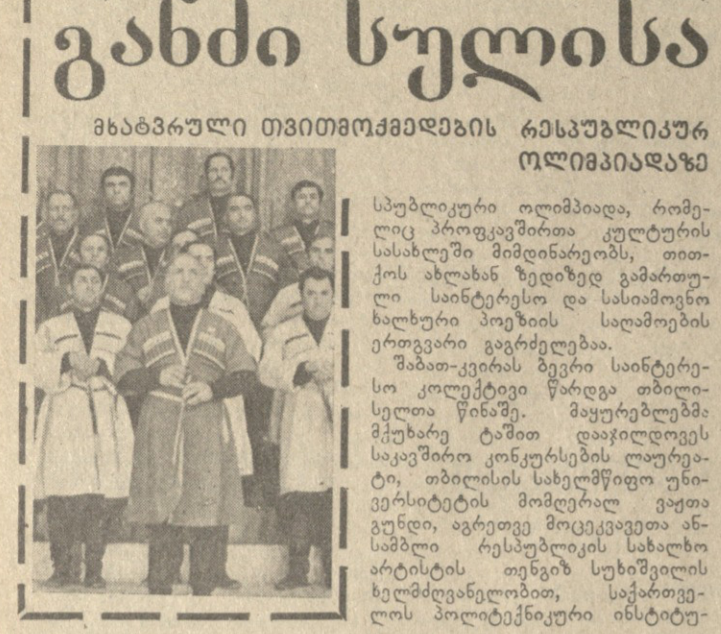 განძი სულისა
მხატვრული თვითმოქმედების რესპუბლიკურ
ოლიმპიადაზე
სპუბლიკური ოლიმპიადა, რომე-
ლიც პროფკავშირთა კულტურის
სასახლეში მიმდინარეობს, თით-
ქოს ახლახან ზედიზედ გამართუ-
ლი საინტერესო და სასიამოვნო
ხალხური პოეზიის საღამოების
ერთგვარი გაგრძელებაა.
შაბათ-კვირას ბევრი საინტერე-
სო კოლექტივი წარდგა თბილი-
სელთა წინაშე. მაყურებლებმა
მქუხარე ტაშით დააჯილდოვეს
საკავშირო კონკურსების ლაურეა-
ტი, თბილისის სახელმწიფო უნი-
ვერსიტეტის მომღერალ ვაჟთა
გუნდი, აგრეთვე მოცეკვავეთა ან-
სამბლი რესპუბლიკის სახალხო
არტისტის თენგიზ სუხიშვილის
ხელმძღვანელობით, საქართვე-
ლოს პოლიტექნიკური ინსტიტუ-